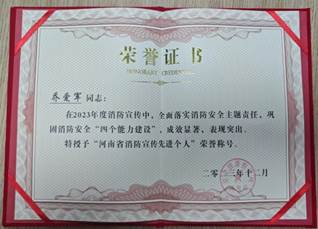 荣誉证书
HONORARY CREDENTIAL
乔爱军 同志：
在2023年度消防宣传中，全面落实消防安全主题责任，巩
固消防安全“四个能力建设”，成效显著，表现突出。
特授予“河南省消防宣传先进个人”荣誉称号。
二〇二三年十二月